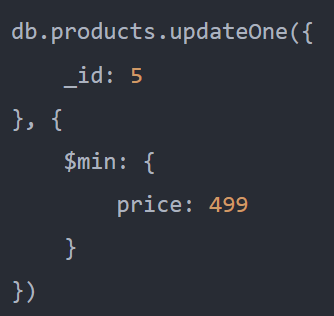 db.products.updateOne({
    _id: 5
}, {
    $min: {
        price: 499
    }
})